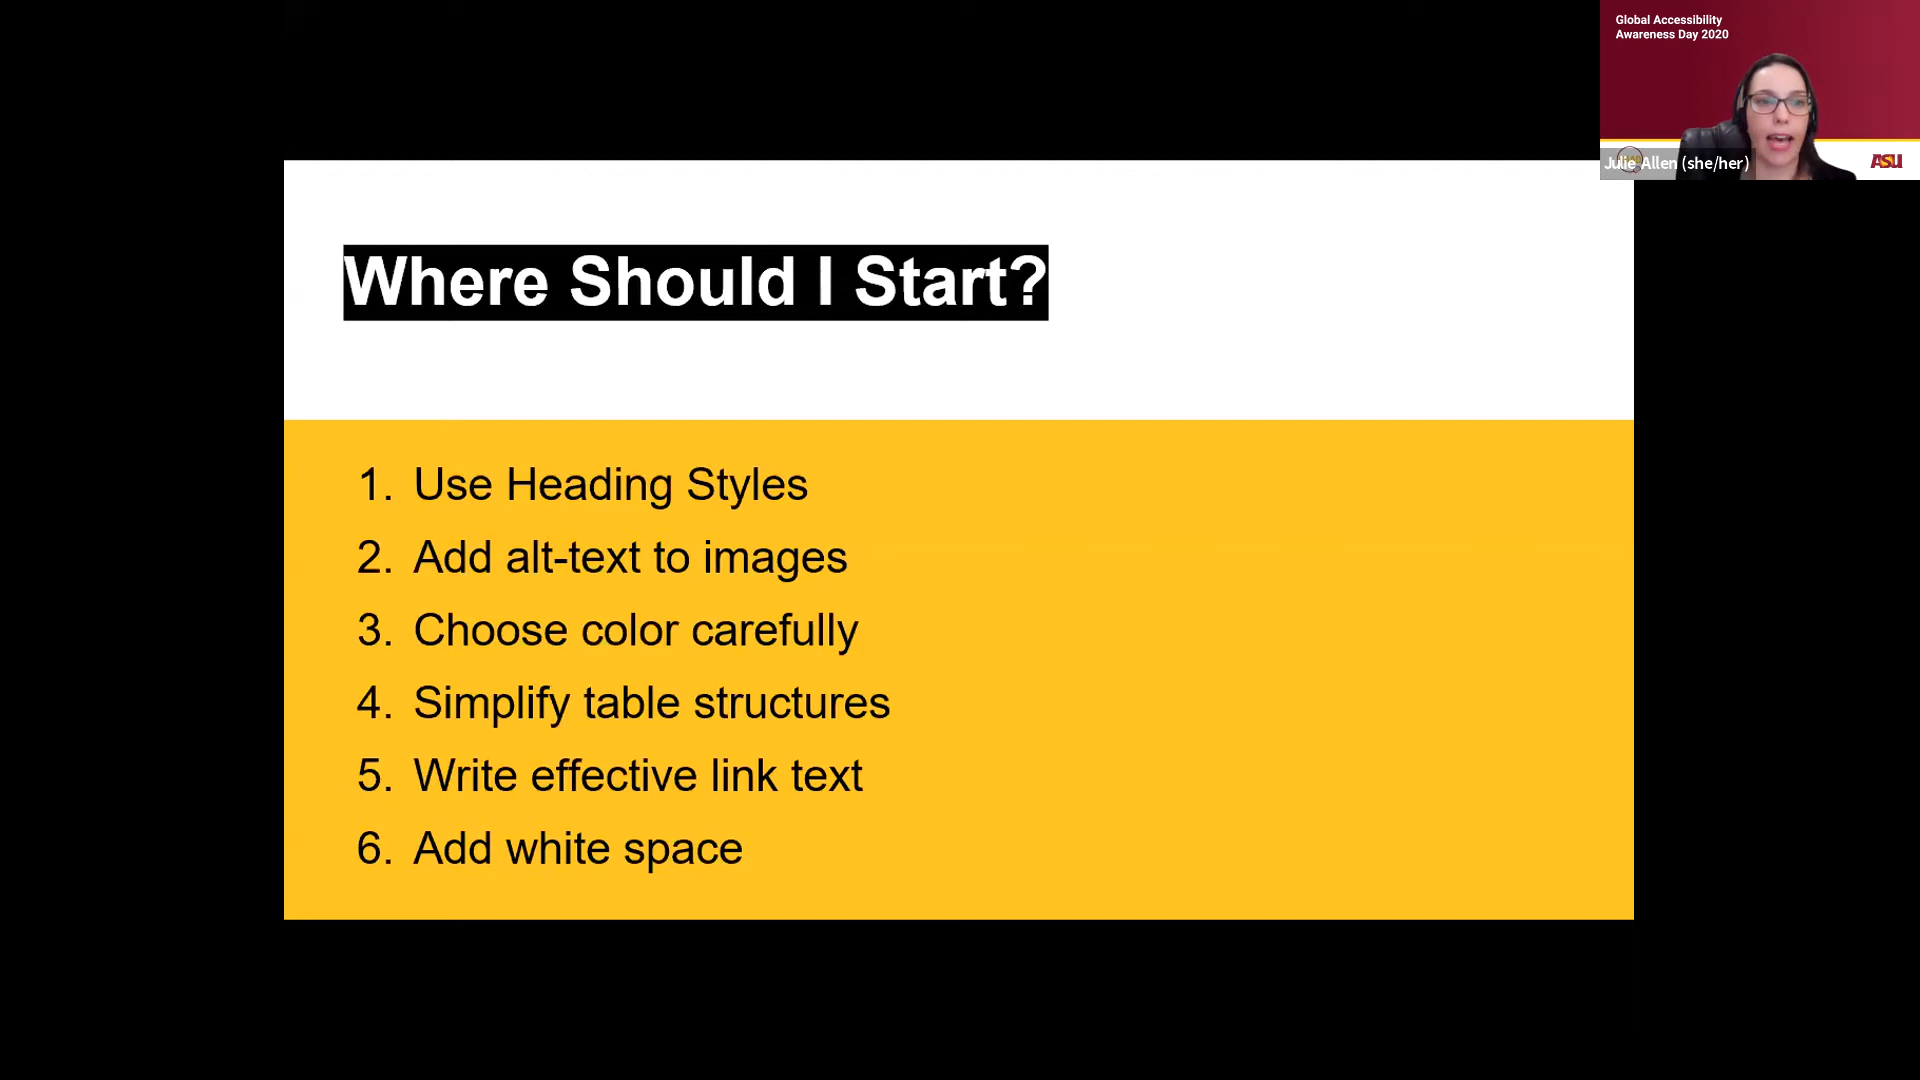 Global Accessibility
Awareness Day 2020
Julie Allen (she/her)
ASU
Where Should I Start?
1. Use Heading Styles
2. Add alt-text to images
3. Choose color carefully
4. Simplify table structures
5. Write effective link text
6. Add white space